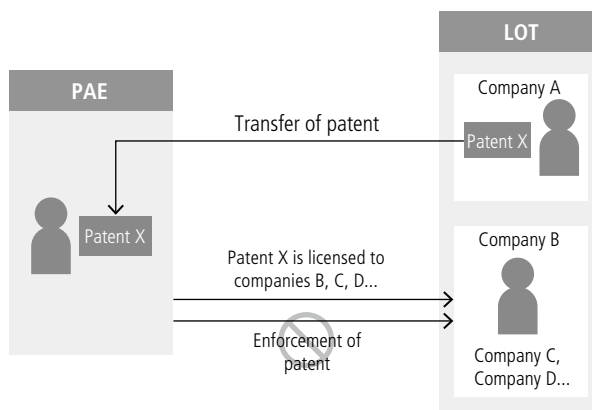 LOT
PAE
Company A
Transfer of patent
Patent X
Patent X
Company B
Patent X is licensed to
companies B, C, D...
Enforcement of
patent
Company C,
Company D...